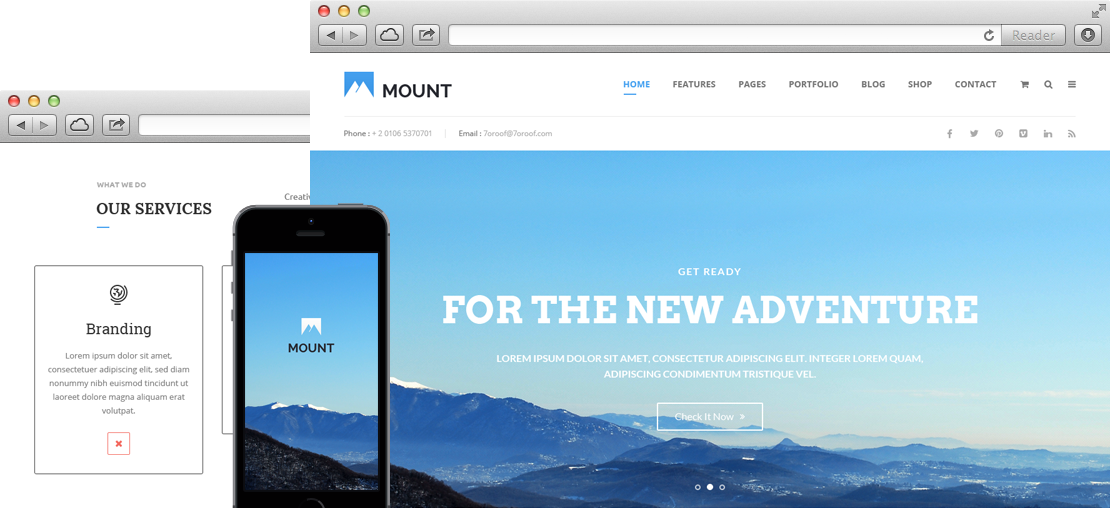 Reader
MOUNT
HOME FEATURES PAGES PORTFOLIO BLOG SHOP CONTACT
Phone : + 2 0106 5370701
Email : 7oroof@7oroof.com
GET READY
FOR THE NEW ADVENTURE
LOREM IPSUM DOLOR SIT AMET, CONSECTETUR ADIPISCING ELIT. INTEGER LOREM QUAM,
ADIPISCING CONDIMENTUM TRISTIQUE VEL.
Check It Now »
WHAT WE DO
OUR SERVICES
Branding
Lorem ipsum dolor sit amet,
consectetuer adipiscing elit, sed diam
nonummy nibh euismod tincidunt ut
laoreet dolore magna aliquam erat
volutpat.
MOUNT